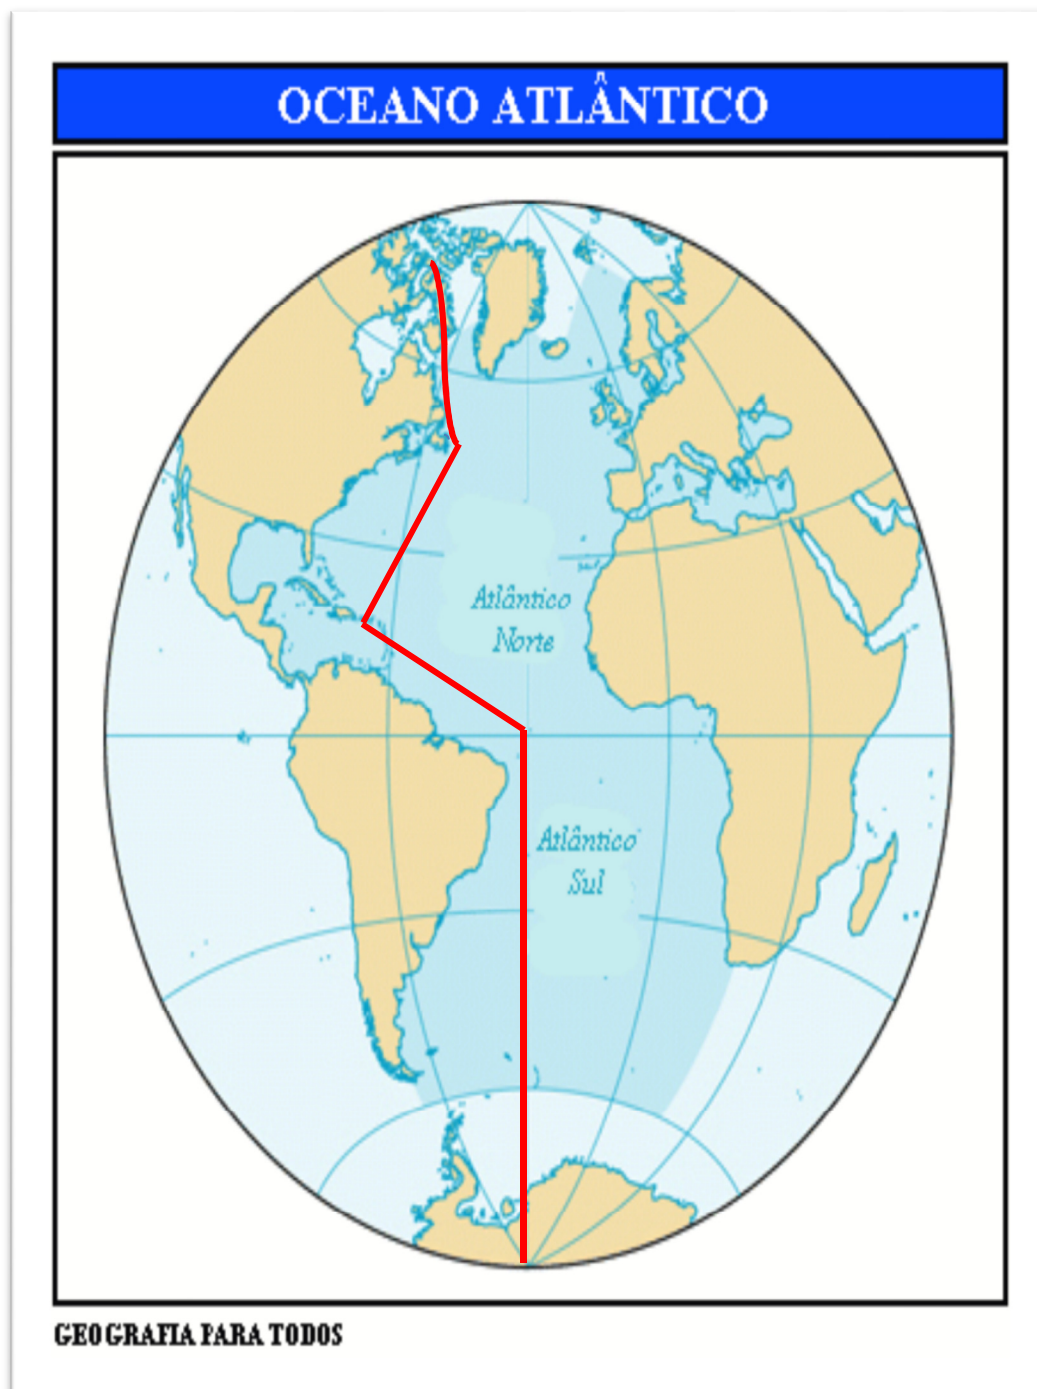 OCEANO ATLÂNTICO
Atlântico
Norte
Atlântico
Sul
GEOGRAFIA PARA TODOS